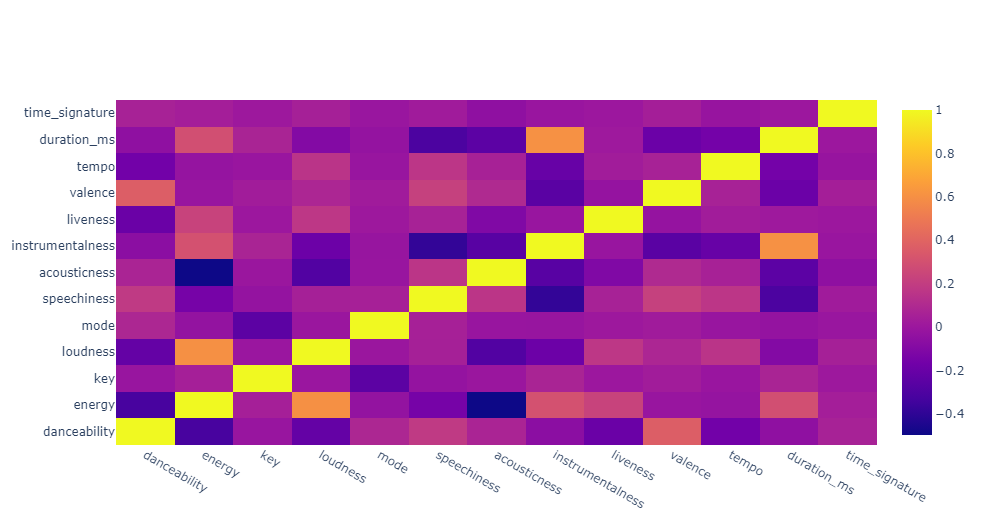 time_signature
duration_ms
tempo
valence
liveness
instrumentalness
acousticness
speechiness
mode
loudness
key
energy
danceability
danceability
energy
key
loudness
mode
speechiness
acousticness
instrumentalness
liveness
valence
tempo
duration_ms
time_signature
1
0.8
0.6
0.4
0.2
0
−0.2
−0.4